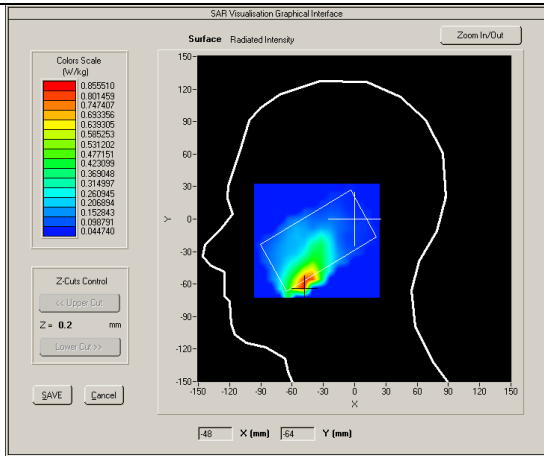 SAR Visualisation Graphical Interface
Surface Radiated Intensity
Zoom In/Out
Colors Scale
(W/kg)
0.855510
0.801459
0.747407
0.693356
0.639305
0.585253
0.531202
0.477151
0.423099
0.369048
0.314997
0.260945
0.206894
0.152843
0.098791
0.044740
Z-Cuts Control
<< Upper Cut
Z = 0.2 mm
Lower Cut >>
SAVE Cancel
150
120
90
60
30
0
-30
-60
-90
-120
-150
Y
-150 -120 -90 -60 -30 0 30 60 90 120 150
X
-48 X (mm) -64 Y (mm)